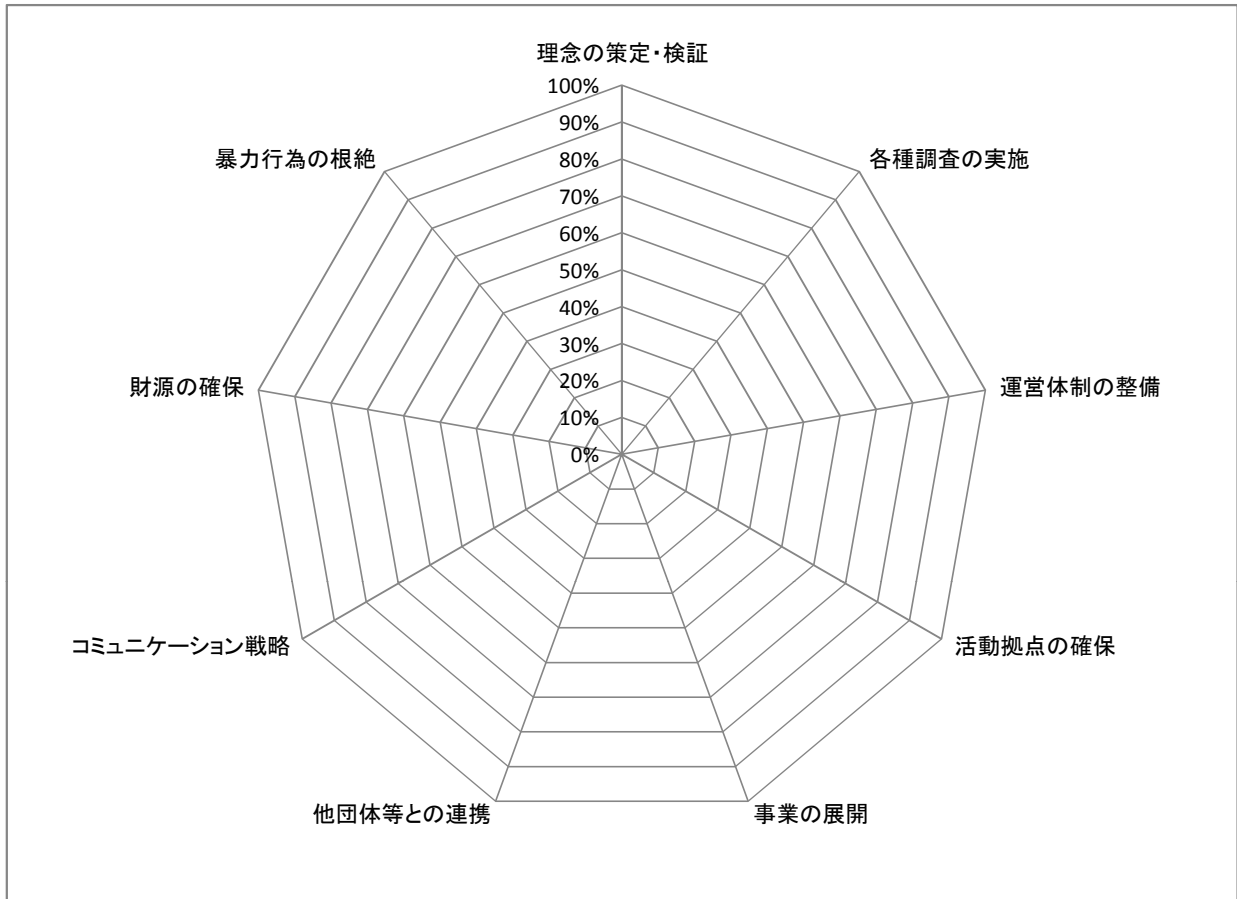 理念の策定・検証
100%
90%
80%
70%
60%
50%
40%
30%
20%
10%
0%
各種調査の実施
運営体制の整備
活動拠点の確保
事業の展開
他団体等との連携
コミュニケーション戦略
財源の確保
暴力行為の根絶